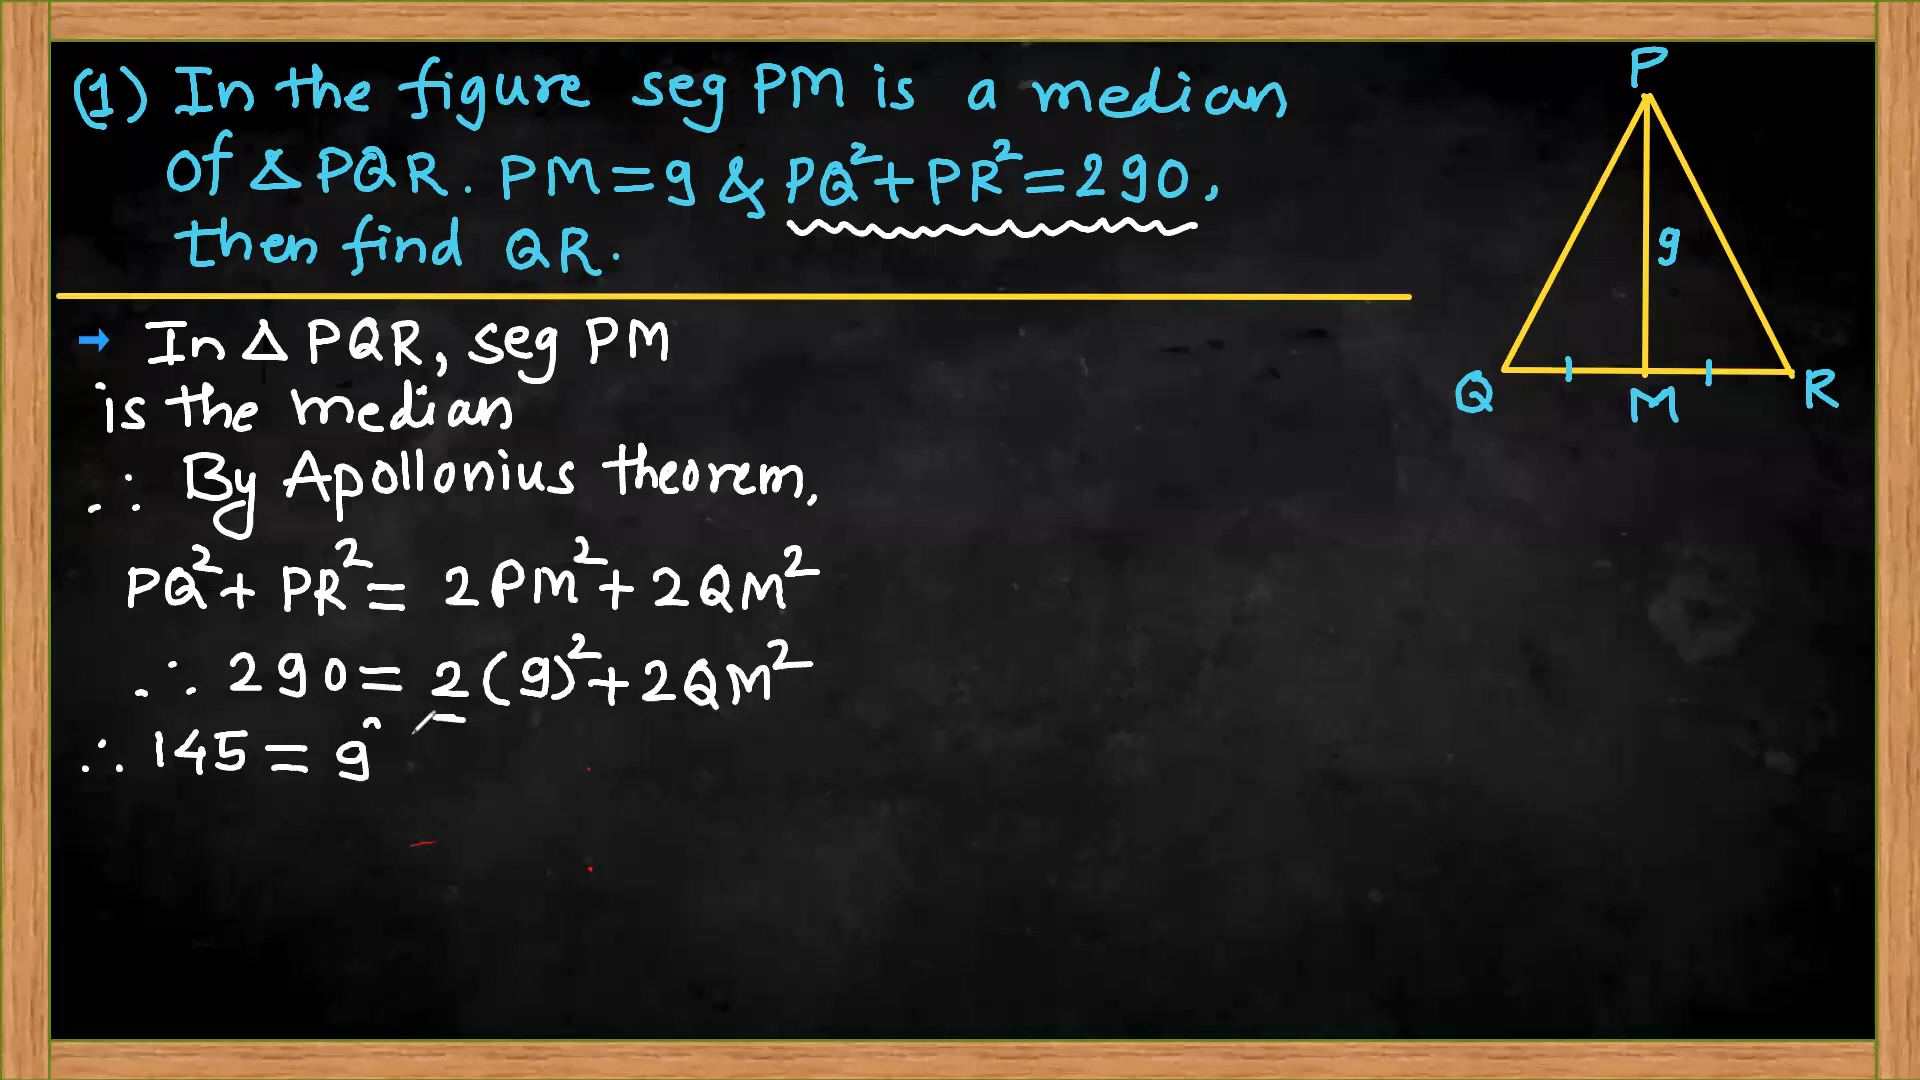 (1) In the figure seg PM is a median
of △ PQR. PM = 9 & PQ² + PR² = 290,
then find QR.
→ In △ PQR, seg PM
is the median
∴ By Apollonius theorem,
PQ² + PR² = 2PM² + 2QM²
∴ 290 = 2(9)² + 2QM²
∴ 145 = 9
P
9
Q M R